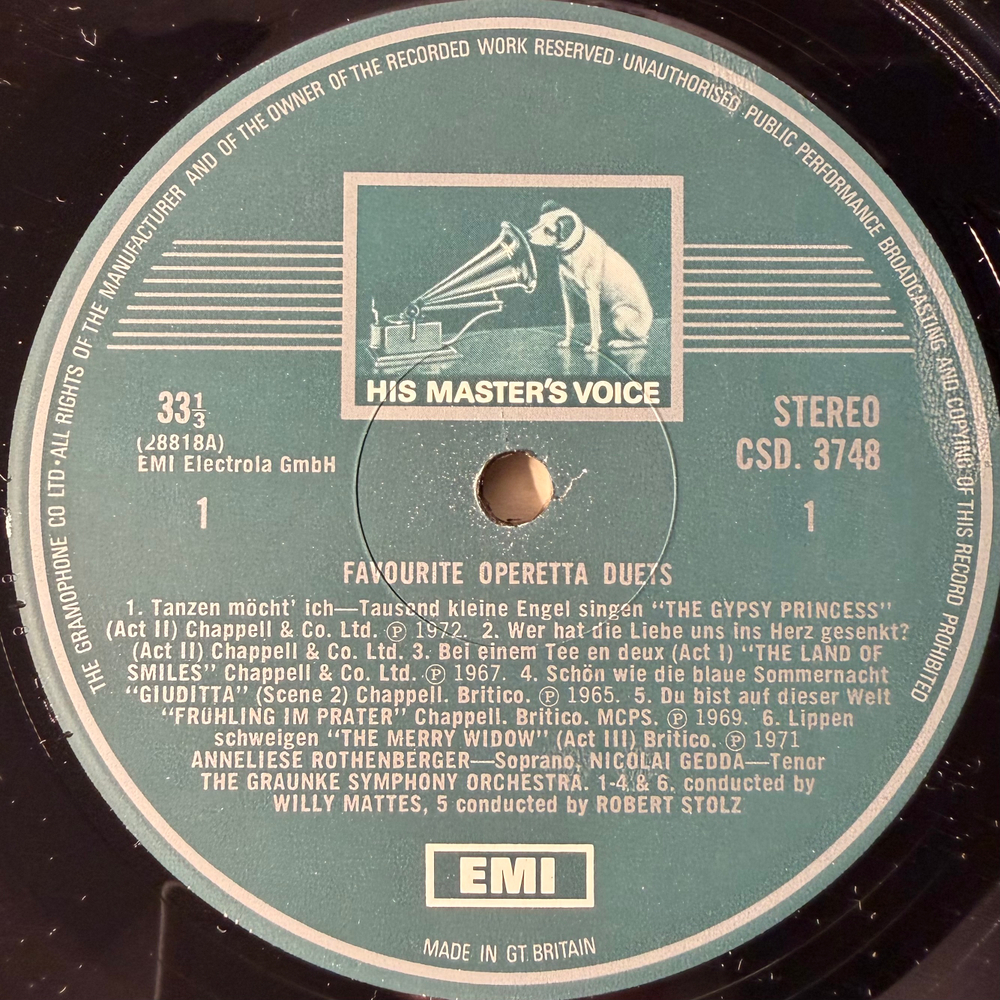 THE GRAMOPHONE CO LTD · ALL RIGHTS OF THE MANUFACTURER AND OF THE OWNER OF THE RECORDED WORK RESERVED · UNAUTHORISED PUBLIC PERFORMANCE BROADCASTING AND COPYING OF THIS RECORD PROHIBITED
HIS MASTER'S VOICE
33⅓
(28818A)
EMI Electrola GmbH
1
STEREO
CSD. 3748
1
FAVOURITE OPERETTA DUETS
1. Tanzen möcht' ich—Tausend kleine Engel singen "THE GYPSY PRINCESS"
(Act II) Chappell & Co. Ltd. Ⓟ 1972. 2. Wer hat die Liebe uns ins Herz gesenkt?
(Act II) Chappell & Co. Ltd. 3. Bei einem Tee en deux (Act I) "THE LAND OF
SMILES" Chappell & Co. Ltd. Ⓟ 1967. 4. Schön wie die blaue Sommernacht
"GIUDITTA" (Scene 2) Chappell. Britico. Ⓟ 1965. 5. Du bist auf dieser Welt
"FRÜHLING IM PRATER" Chappell. Britico. MCPS. Ⓟ 1969. 6. Lippen
schweigen "THE MERRY WIDOW" (Act III) Britico. Ⓟ 1971
ANNELIESE ROTHENBERGER—Soprano, NICOLAI GEDDA—Tenor
THE GRAUNKE SYMPHONY ORCHESTRA. 1-4 & 6, conducted by
WILLY MATTES, 5 conducted by ROBERT STOLZ
EMI
MADE IN GT BRITAIN